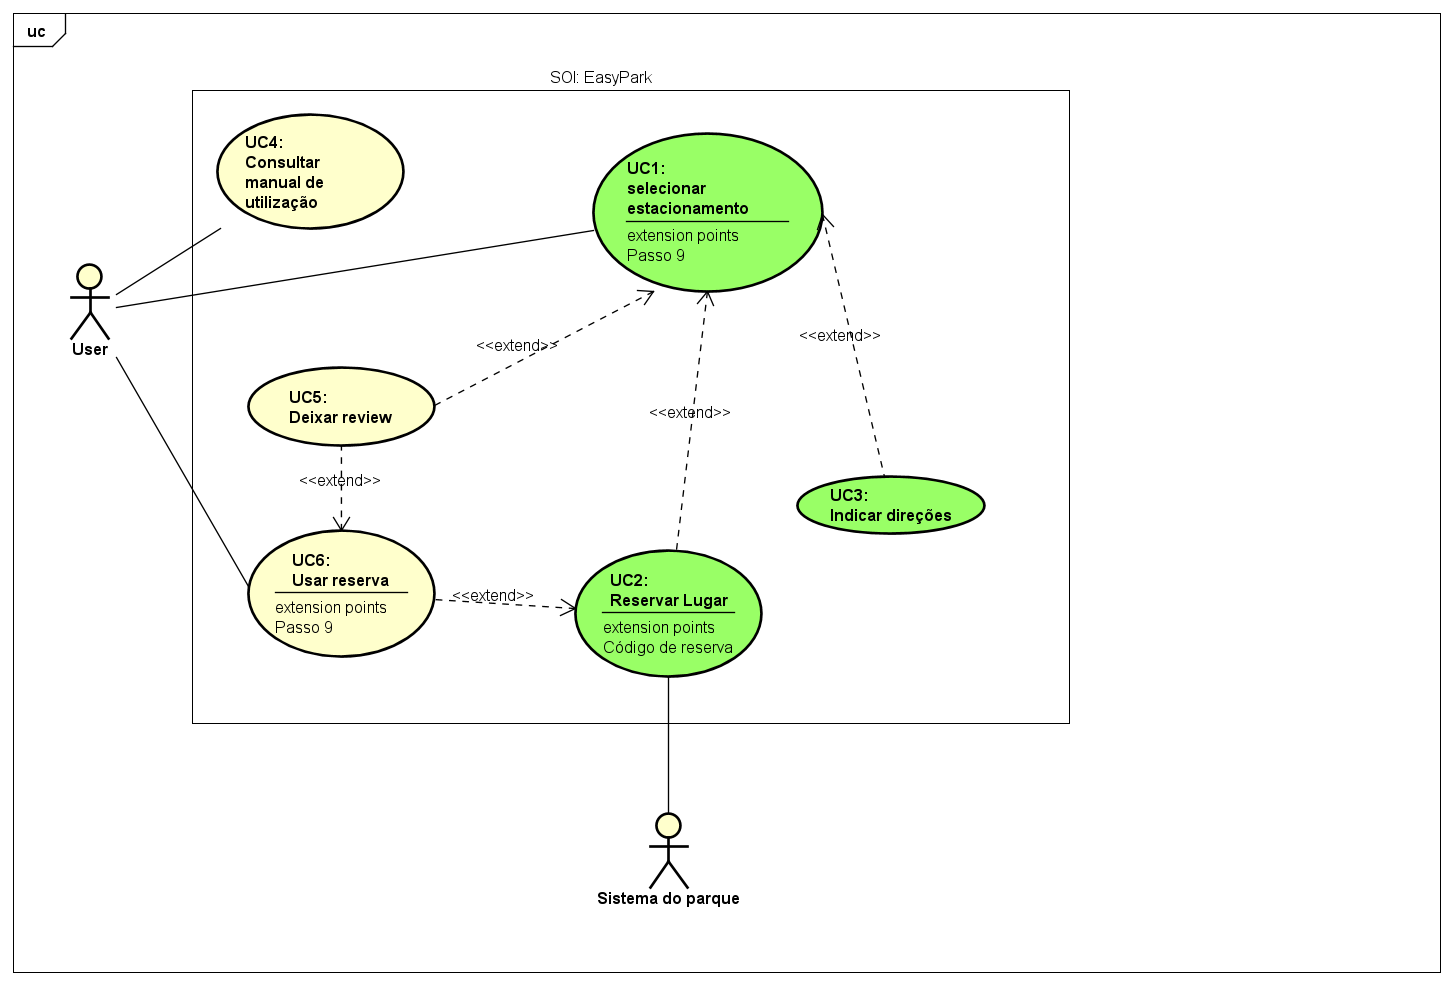 uc
SOI: EasyPark
UC4:
Consultar
manual de
utilização
UC1:
selecionar
estacionamento
extension points
Passo 9
User
<<extend>>
<<extend>>
UC5:
Deixar review
<<extend>>
<<extend>>
UC3:
Indicar direções
UC6:
Usar reserva
extension points
Passo 9
<<extend>>
UC2:
Reservar Lugar
extension points
Código de reserva
Sistema do parque